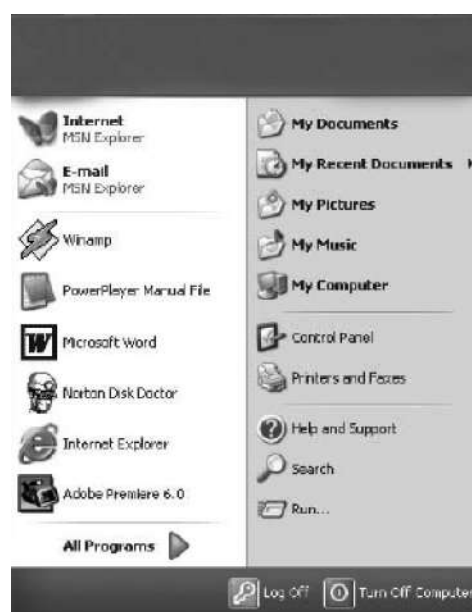 Internet
MSN Explorer
E-mail
MSN Explorer
Winamp
PowerPlayer Manual File
Microsoft Word
Norton Disk Doctor
Internet Explorer
Adobe Premiere 6.0
All Programs
My Documents
My Recent Documents
My Pictures
My Music
My Computer
Control Panel
Printers and Faxes
Help and Support
Search
Run...
Log Off
Turn Off Computer